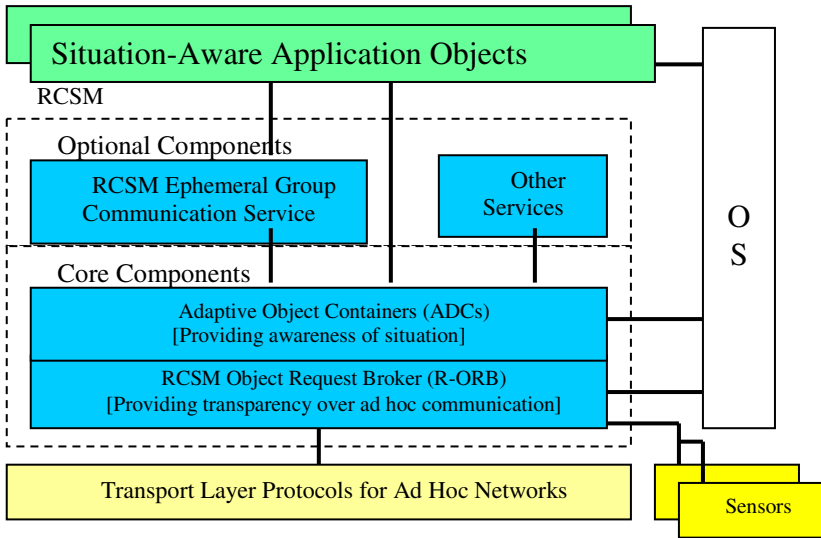 Situation-Aware Application Objects
RCSM
Optional Components
RCSM Ephemeral Group
Communication Service
Other
Services
O
S
Core Components
Adaptive Object Containers (ADCs)
[Providing awareness of situation]
RCSM Object Request Broker (R-ORB)
[Providing transparency over ad hoc communication]
Transport Layer Protocols for Ad Hoc Networks
Sensors